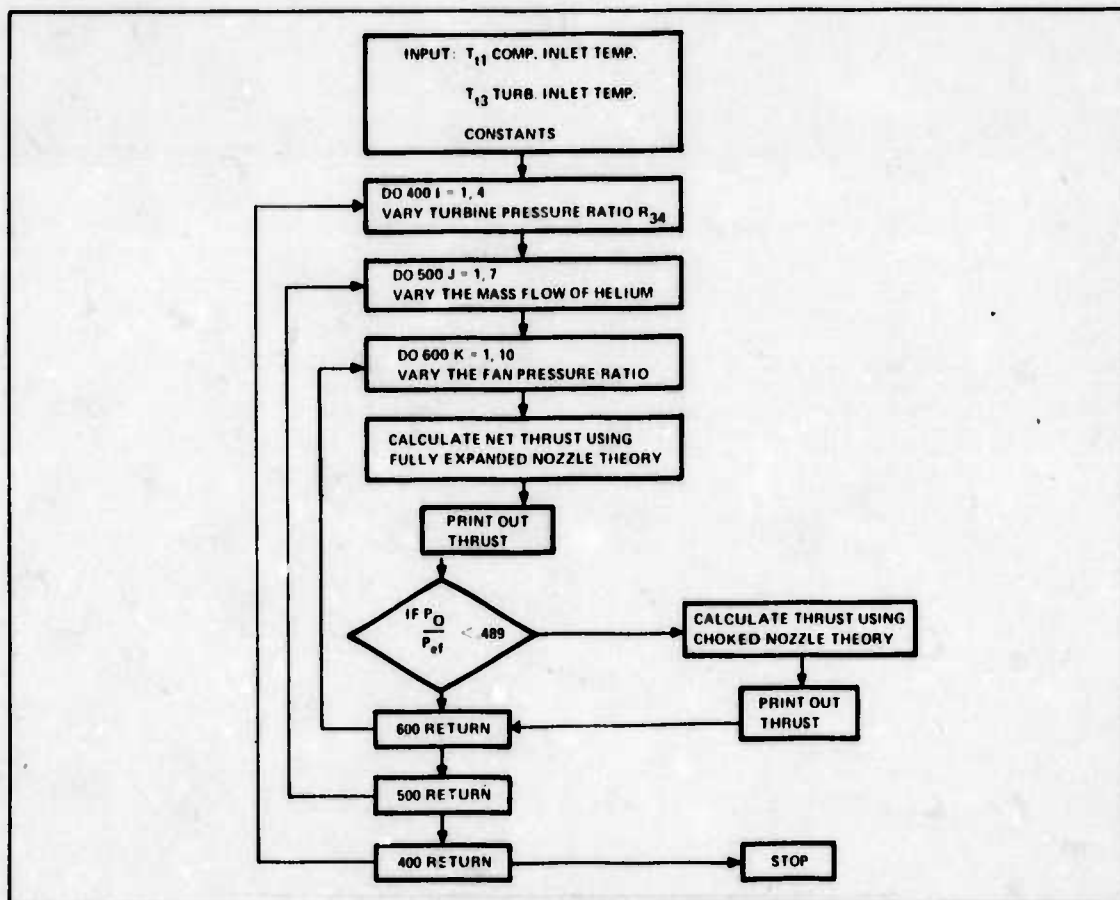 INPUT: Tt1 COMP. INLET TEMP.
Tt3 TURB. INLET TEMP.
CONSTANTS
DO 400 I = 1, 4
VARY TURBINE PRESSURE RATIO R34
DO 500 J = 1, 7
VARY THE MASS FLOW OF HELIUM
DO 600 K = 1, 10
VARY THE FAN PRESSURE RATIO
CALCULATE NET THRUST USING
FULLY EXPANDED NOZZLE THEORY
PRINT OUT
THRUST
IF PO
Pef < .489
CALCULATE THRUST USING
CHOKED NOZZLE THEORY
PRINT OUT
THRUST
600 RETURN
500 RETURN
400 RETURN
STOP